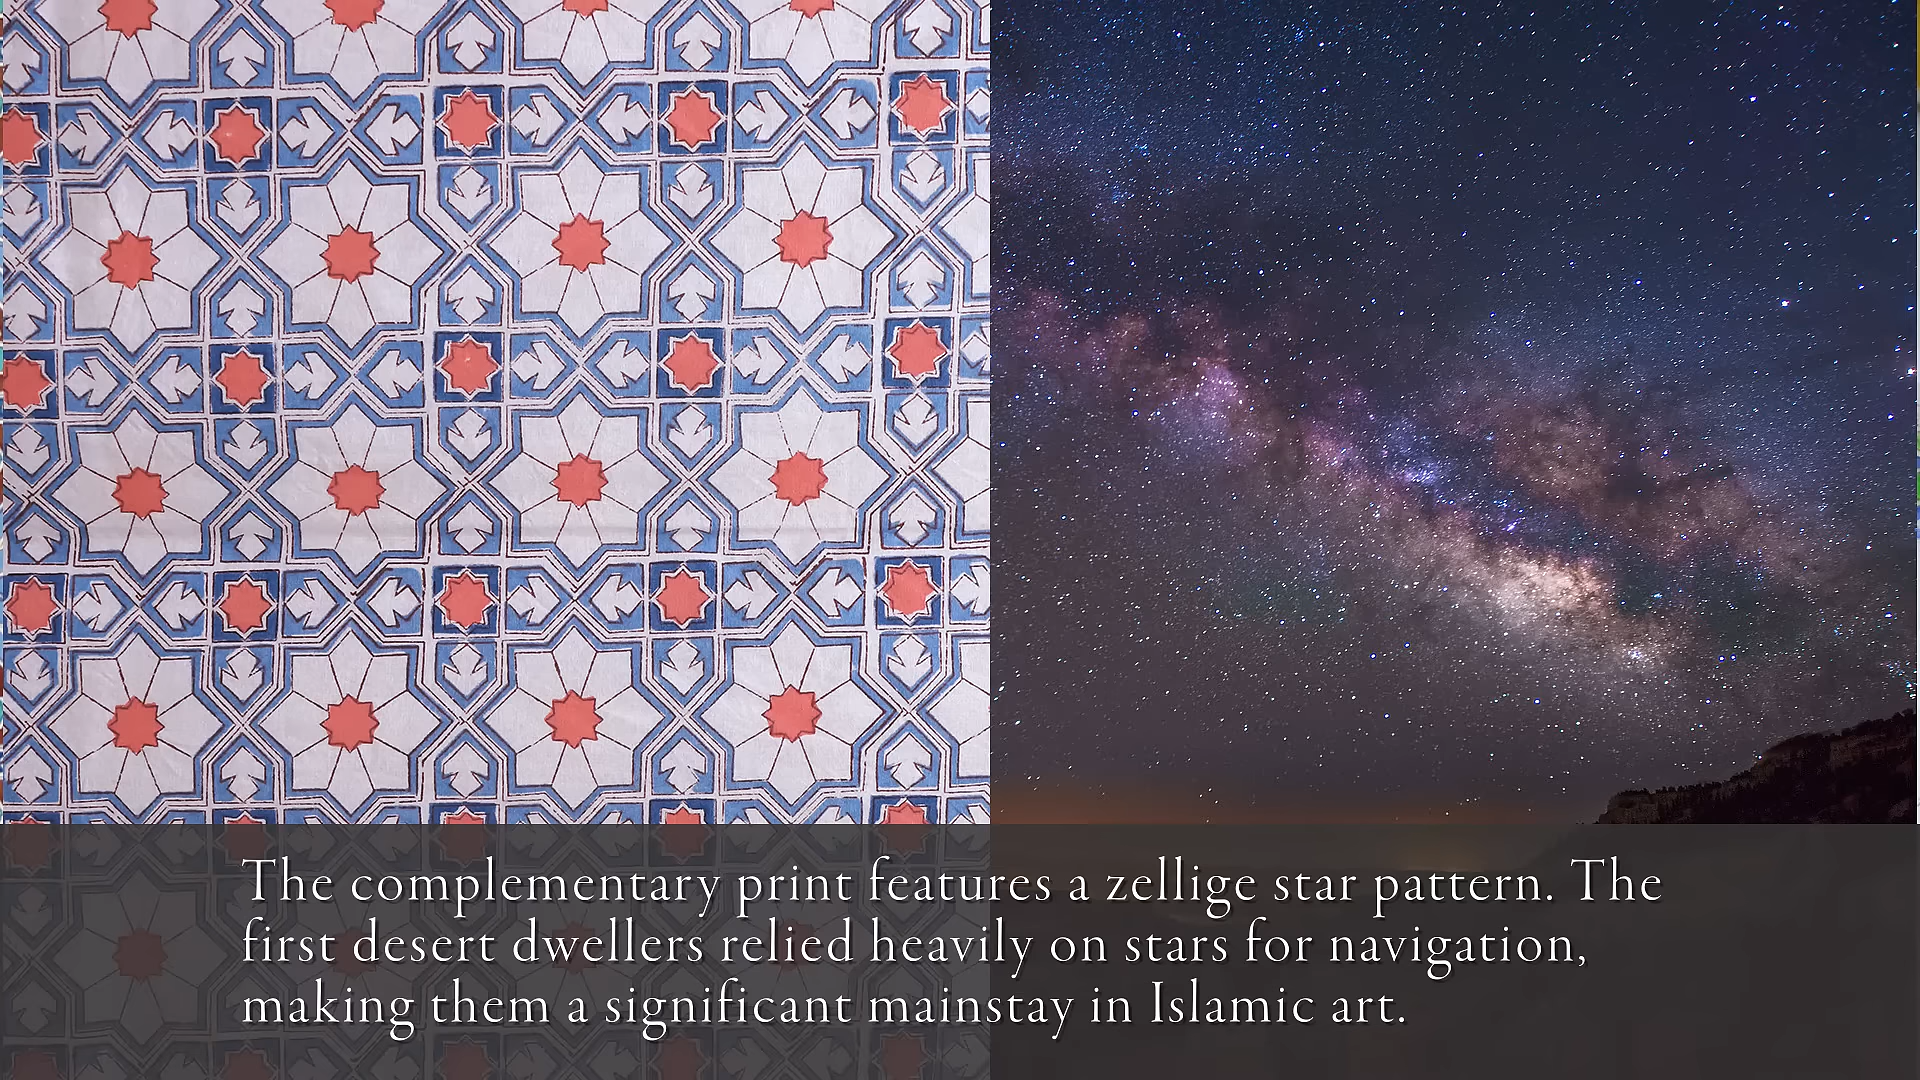 The complementary print features a zellige star pattern. The
first desert dwellers relied heavily on stars for navigation,
making them a significant mainstay in Islamic art.